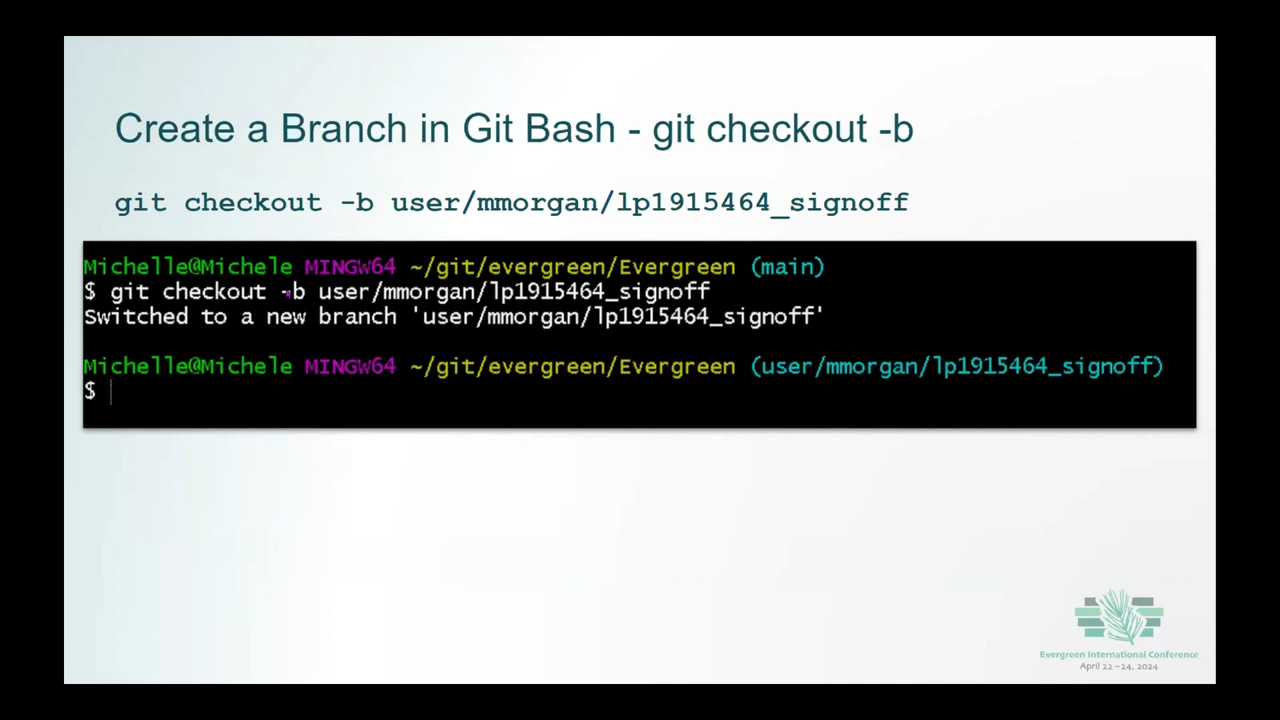 Create a Branch in Git Bash - git checkout -b
git checkout -b user/mmorgan/lp1915464_signoff
Michelle@Michele MINGW64 ~/git/evergreen/Evergreen (main)
$ git checkout -b user/mmorgan/lp1915464_signoff
Switched to a new branch 'user/mmorgan/lp1915464_signoff'
Michelle@Michele MINGW64 ~/git/evergreen/Evergreen (user/mmorgan/lp1915464_signoff)
$
Evergreen International Conference
April 22 –24, 2024